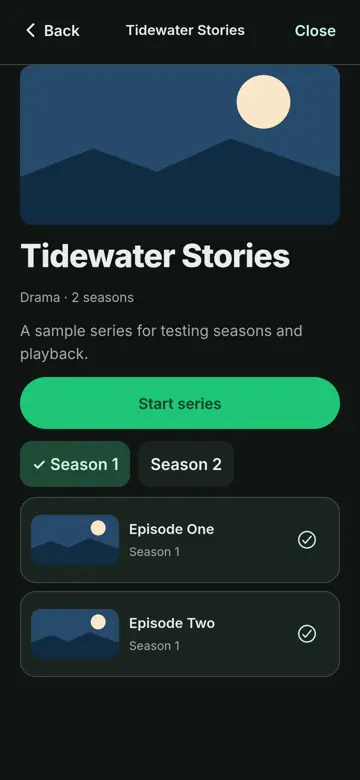 Back
Tidewater Stories
Close
Tidewater Stories
Drama · 2 seasons
A sample series for testing seasons and
playback.
Start series
✓ Season 1
Season 2
Episode One
Season 1
Episode Two
Season 1